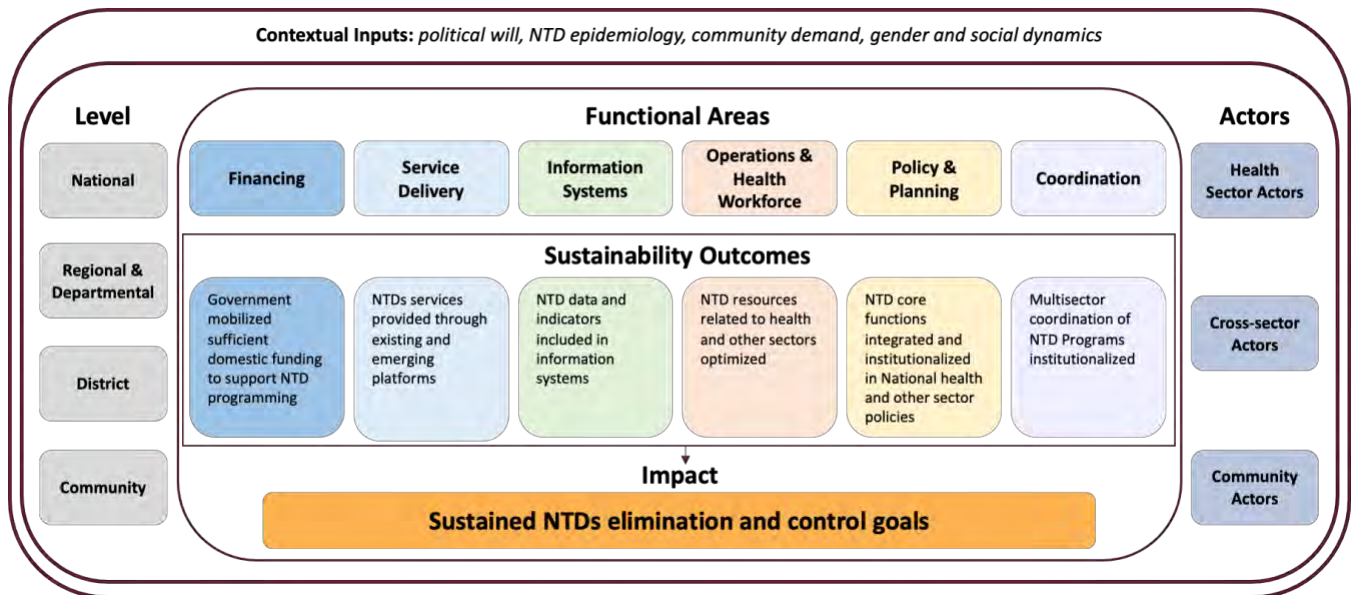 Contextual Inputs: political will, NTD epidemiology, community demand, gender and social dynamics
Level
National
Regional &
Departmental
District
Community
Functional Areas
Financing
Service
Delivery
Information
Systems
Operations &
Health
Workforce
Policy &
Planning
Coordination
Sustainability Outcomes
Government
mobilized
sufficient
domestic funding
to support NTD
programming
NTDs services
provided through
existing and
emerging
platforms
NTD data and
indicators
included in
information
systems
NTD resources
related to health
and other sectors
optimized
NTD core
functions
integrated and
institutionalized
in National health
and other sector
policies
Multisector
coordination of
NTD Programs
institutionalized
Impact
Sustained NTDs elimination and control goals
Actors
Health
Sector Actors
Cross-sector
Actors
Community
Actors